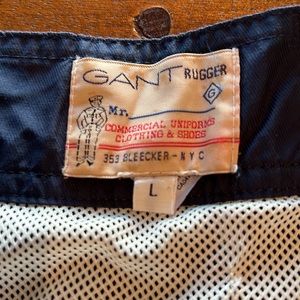 GANT RUGGER
G
Mr.
COMMERCIAL UNIFORMS
CLOTHING & SHOES
353 BLEECKER - NYC
L